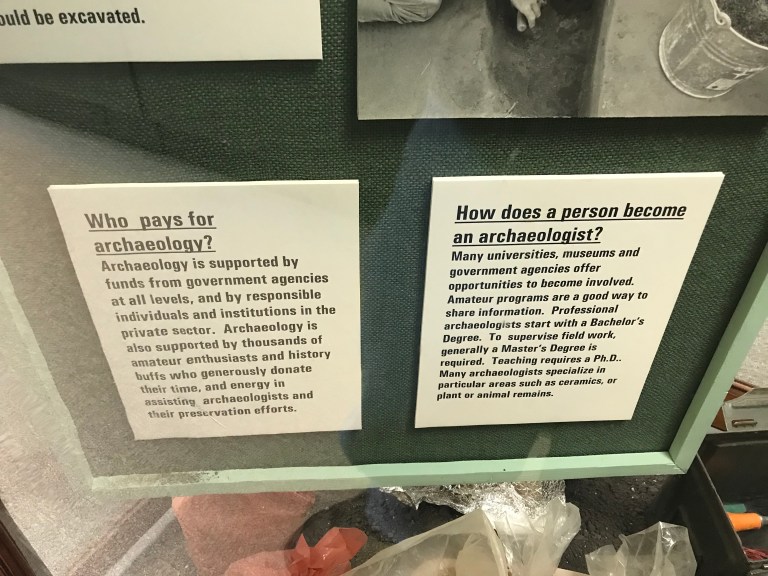 ould be excavated.
Who pays for
archaeology?
Archaeology is supported by
funds from government agencies
at all levels, and by responsible
individuals and institutions in the
private sector. Archaeology is
also supported by thousands of
amateur enthusiasts and history
buffs who generously donate
their time, and energy in
assisting archaeologists and
their preservation efforts.
How does a person become
an archaeologist?
Many universities, museums and
government agencies offer
opportunities to become involved.
Amateur programs are a good way to
share information. Professional
archaeologists start with a Bachelor's
Degree. To supervise field work,
generally a Master's Degree is
required. Teaching requires a Ph.D..
Many archaeologists specialize in
particular areas such as ceramics, or
plant or animal remains.